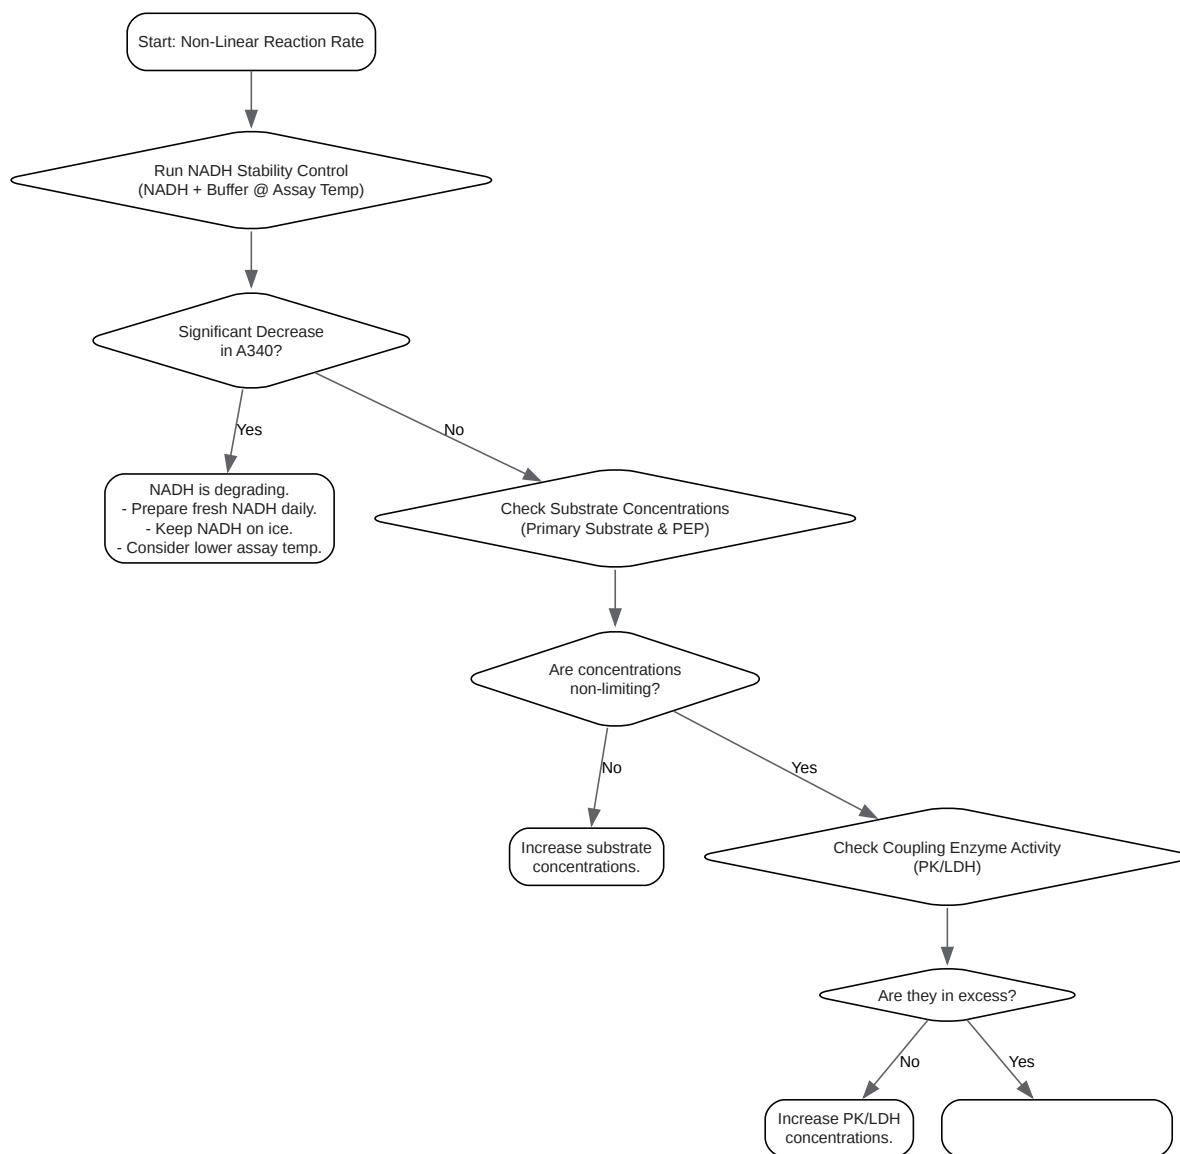 Start: Non-Linear Reaction Rate
Run NADH Stability Control
(NADH + Buffer @ Assay Temp)
Significant Decrease
in A340?
Yes
No
NADH is degrading.
- Prepare fresh NADH daily.
- Keep NADH on ice.
- Consider lower assay temp.
Check Substrate Concentrations
(Primary Substrate & PEP)
Are concentrations
non-limiting?
No
Yes
Increase substrate
concentrations.
Check Coupling Enzyme Activity
(PK/LDH)
Are they in excess?
No
Yes
Increase PK/LDH
concentrations.